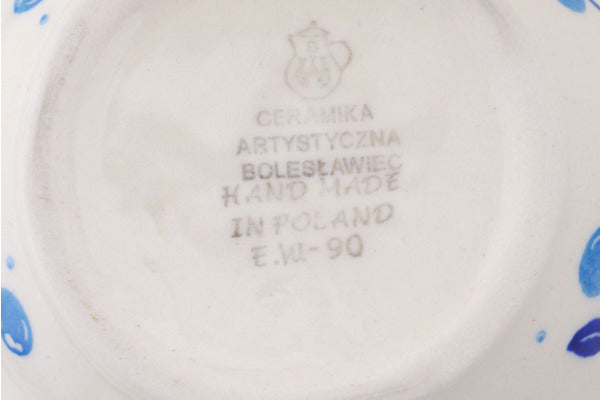 B
CERAMIKA
ARTYSTYCZNA
BOLESŁAWIEC
HAND MADE
IN POLAND
E.W.-90